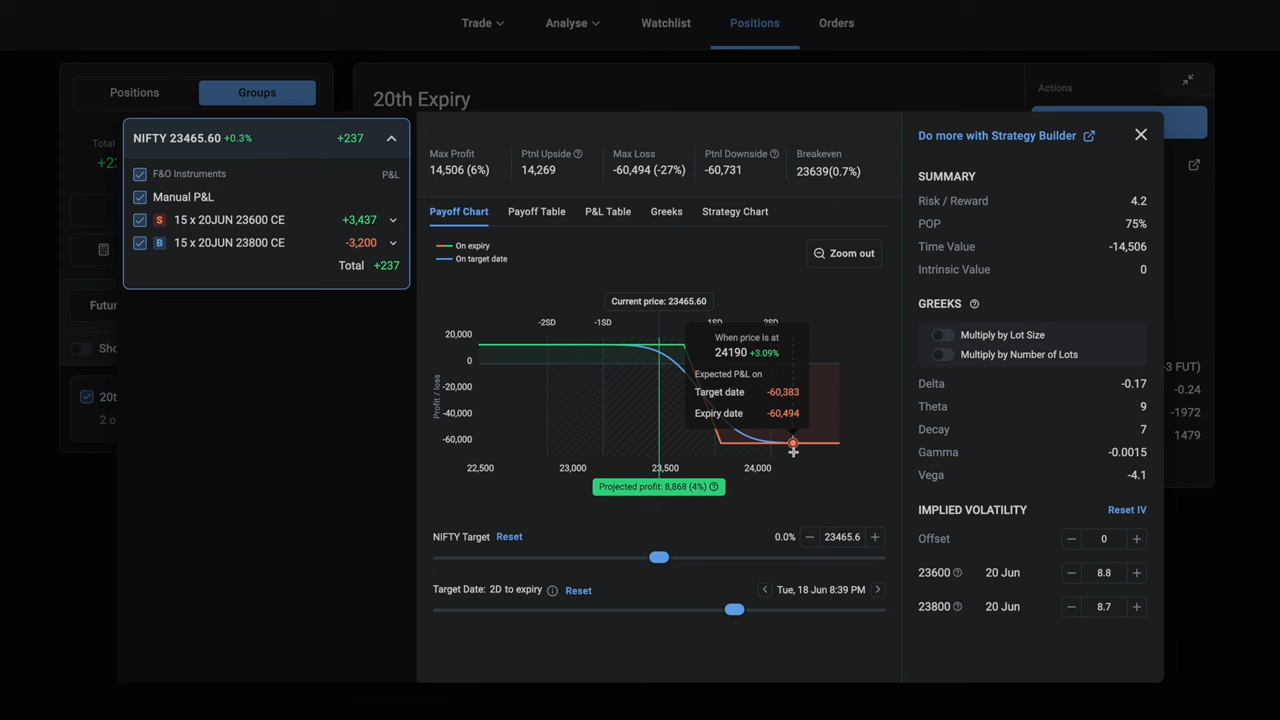 Trade Analyse Watchlist Positions Orders
Positions Groups
20th Expiry
Actions
Total
+23
NIFTY 23465.60 +0.3% +237
F&O Instruments P&L
Manual P&L
S 15 x 20JUN 23600 CE +3,437
B 15 x 20JUN 23800 CE -3,200
Total +237
Futur
Sho
20t
2 o
Max Profit Ptnl Upside Max Loss Ptnl Downside Breakeven
14,506 (6%) 14,269 -60,494 (-27%) -60,731 23639(0.7%)
Payoff Chart Payoff Table P&L Table Greeks Strategy Chart
On expiry
On target date
Zoom out
Current price: 23465.60
-2SD -1SD 1SD 2SD
When price is at
24190 +3.09%
Expected P&L on
Target date -60,383
Expiry date -60,494
Profit / loss
20,000
0
-20,000
-40,000
-60,000
22,500 23,000 23,500 24,000
Projected profit: 8,868 (4%)
NIFTY Target Reset 0.0% − 23465.6 +
Target Date: 2D to expiry Reset < Tue, 18 Jun 8:39 PM >
Do more with Strategy Builder
SUMMARY
Risk / Reward 4.2
POP 75%
Time Value -14,506
Intrinsic Value 0
GREEKS
Multiply by Lot Size
Multiply by Number of Lots
Delta -0.17
Theta 9
Decay 7
Gamma -0.0015
Vega -4.1
IMPLIED VOLATILITY Reset IV
Offset − 0 +
23600 20 Jun − 8.8 +
23800 20 Jun − 8.7 +
-3 FUT)
-0.24
-1972
1479